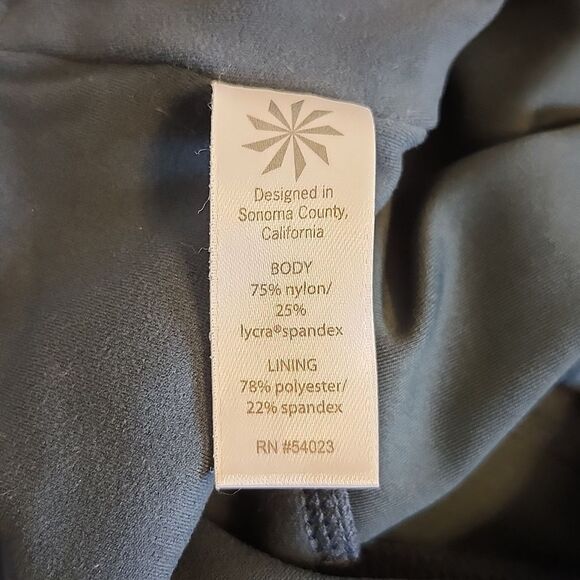 Designed in
Sonoma County,
California
BODY
75% nylon/
25%
lycra®spandex
LINING
78% polyester/
22% spandex
RN #54023